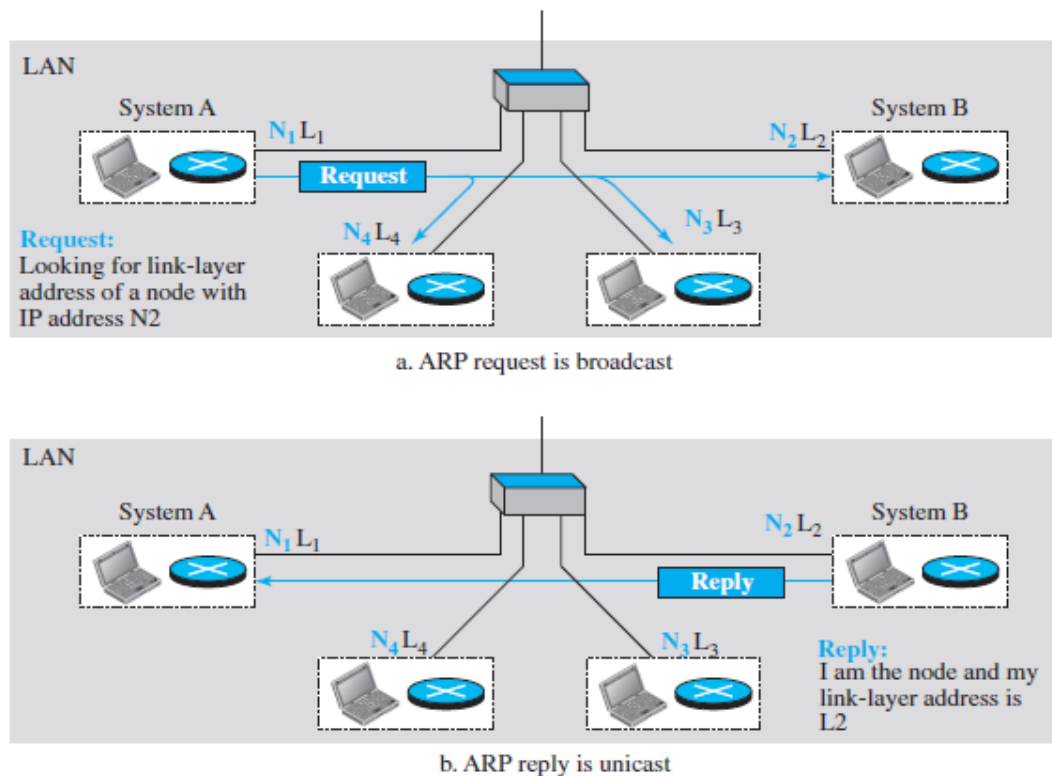 LAN
System A
System B
N1 L1
N2 L2
Request
N4 L4
N3 L3
Request:
Looking for link-layer
address of a node with
IP address N2
a. ARP request is broadcast
LAN
System A
System B
N1 L1
N2 L2
Reply
N4 L4
N3 L3
Reply:
I am the node and my
link-layer address is
L2
b. ARP reply is unicast